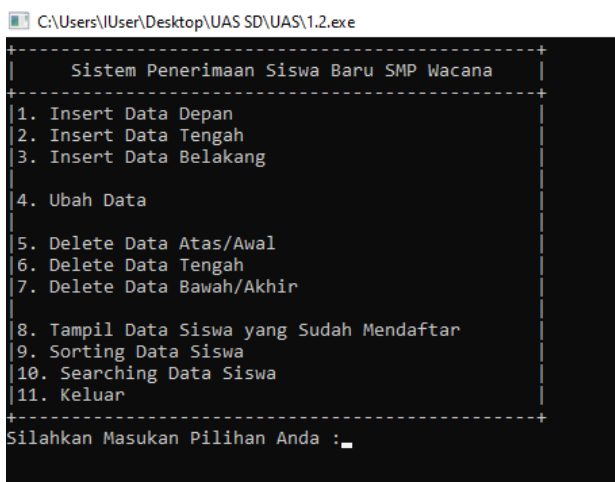 C:\Users\IUser\Desktop\UAS SD\UAS\1.2.exe
+------------------------------------------------+
|     Sistem Penerimaan Siswa Baru SMP Wacana    |
+------------------------------------------------+
|1. Insert Data Depan                            |
|2. Insert Data Tengah                           |
|3. Insert Data Belakang                         |
|                                                |
|4. Ubah Data                                    |
|                                                |
|5. Delete Data Atas/Awal                        |
|6. Delete Data Tengah                           |
|7. Delete Data Bawah/Akhir                      |
|                                                |
|8. Tampil Data Siswa yang Sudah Mendaftar       |
|9. Sorting Data Siswa                           |
|10. Searching Data Siswa                        |
|11. Keluar                                      |
+------------------------------------------------+
Silahkan Masukan Pilihan Anda :_